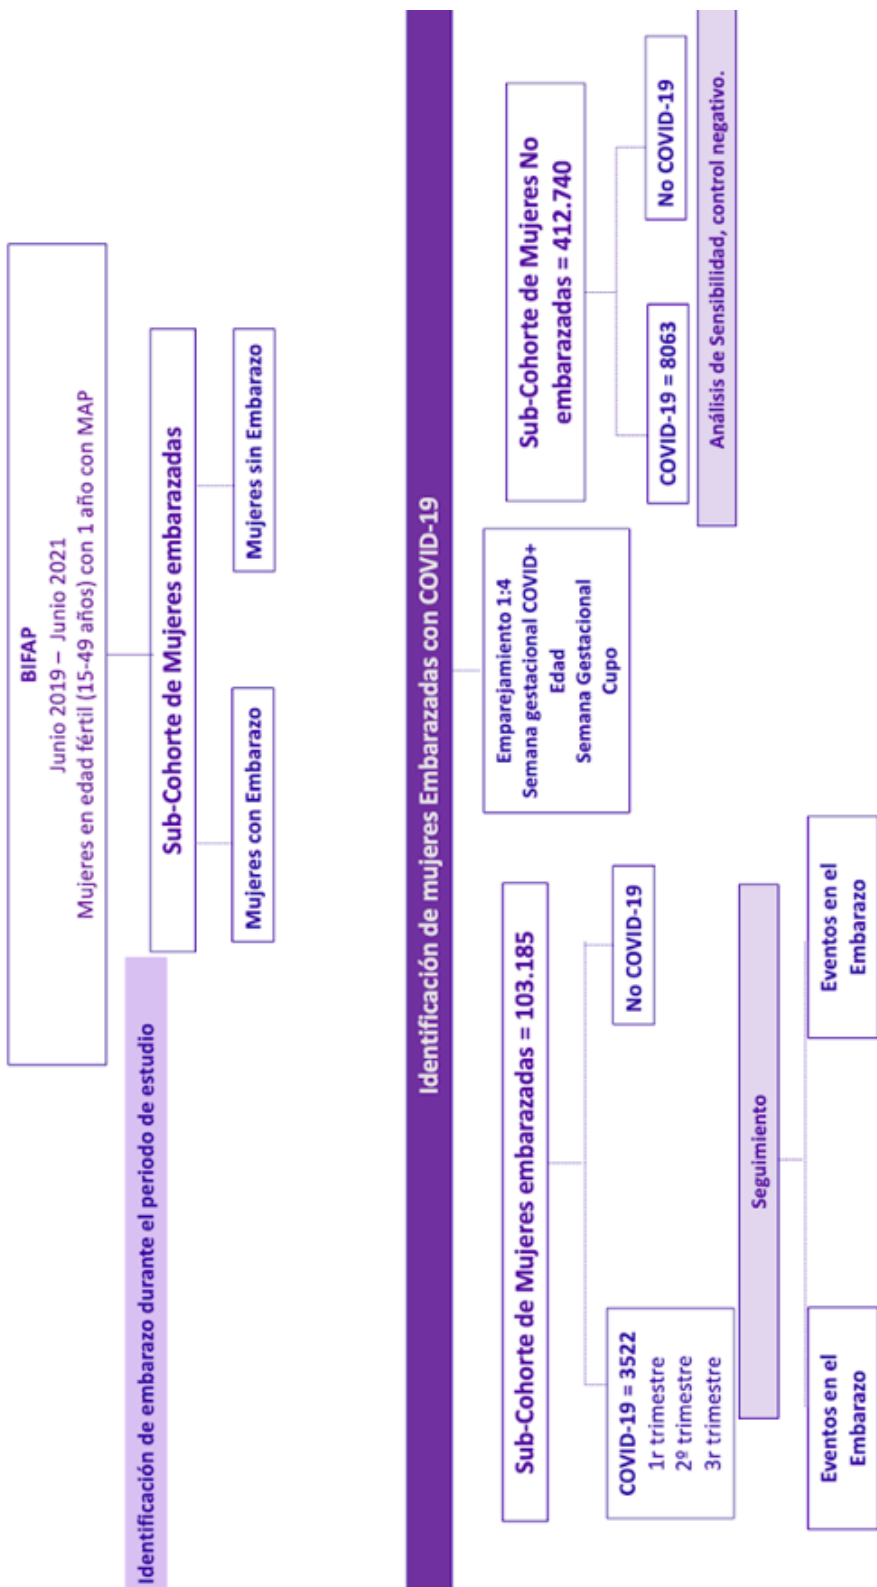 BIFAP
Junio 2019 – Junio 2021
Mujeres en edad fértil (15-49 años) con 1 año con MAP
Identificación de embarazo durante el periodo de estudio
Sub-Cohorte de Mujeres embarazadas
Mujeres con Embarazo
Mujeres sin Embarazo
Identificación de mujeres Embarazadas con COVID-19
Sub-Cohorte de Mujeres embarazadas = 103.185
COVID-19 = 3522
1r trimestre
2º trimestre
3r trimestre
No COVID-19
Emparejamiento 1:4
Semana gestacional COVID+
Edad
Semana Gestacional
Cupo
Sub-Cohorte de Mujeres No
embarazadas = 412.740
COVID-19 = 8063
No COVID-19
Análisis de Sensibilidad, control negativo.
Seguimiento
Eventos en el
Embarazo
Eventos en el
Embarazo